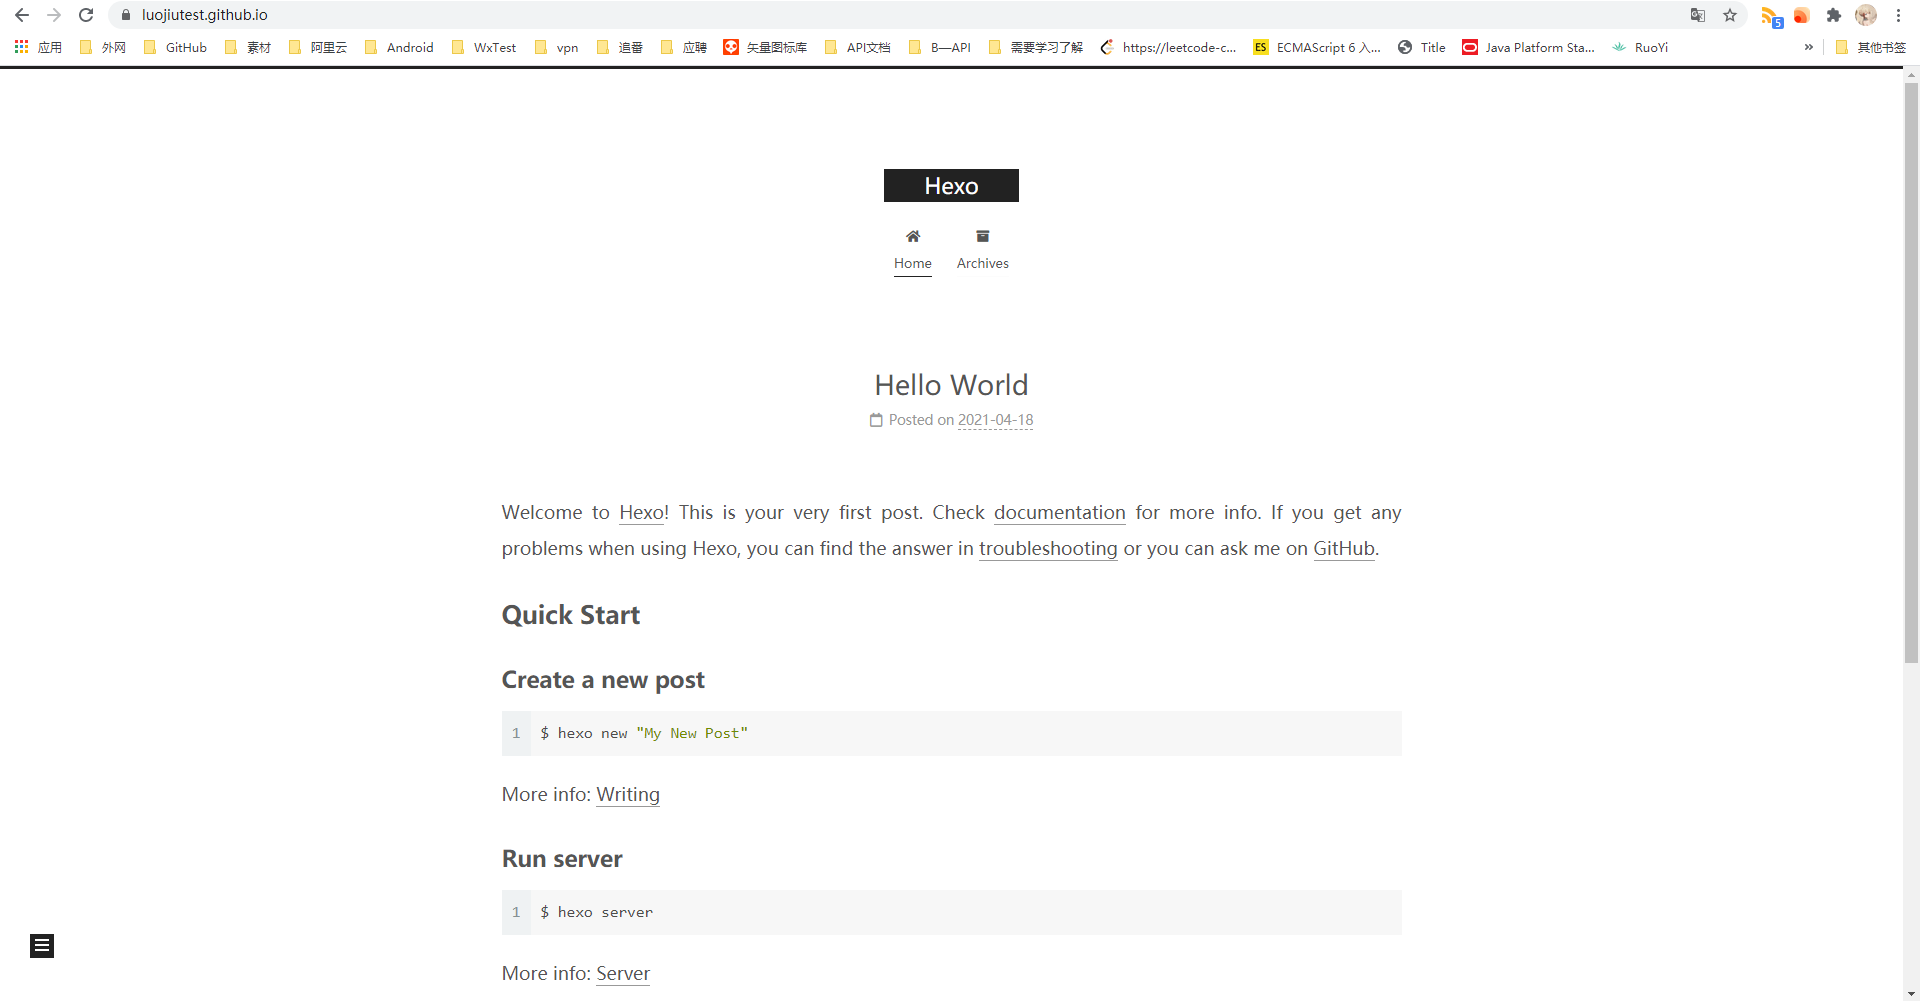 luojiutest.github.io
5
应用 外网 GitHub 素材 阿里云 Android WxTest vpn 追番 应聘 矢量图标库 API文档 B—API 需要学习了解 https://leetcode-c... ES ECMAScript 6 入... Title Java Platform Sta... RuoYi » 其他书签
Hexo
Home Archives
Hello World
Posted on 2021-04-18
Welcome to Hexo! This is your very first post. Check documentation for more info. If you get any
problems when using Hexo, you can find the answer in troubleshooting or you can ask me on GitHub.
Quick Start
Create a new post
1 $ hexo new "My New Post"
More info: Writing
Run server
1 $ hexo server
More info: Server